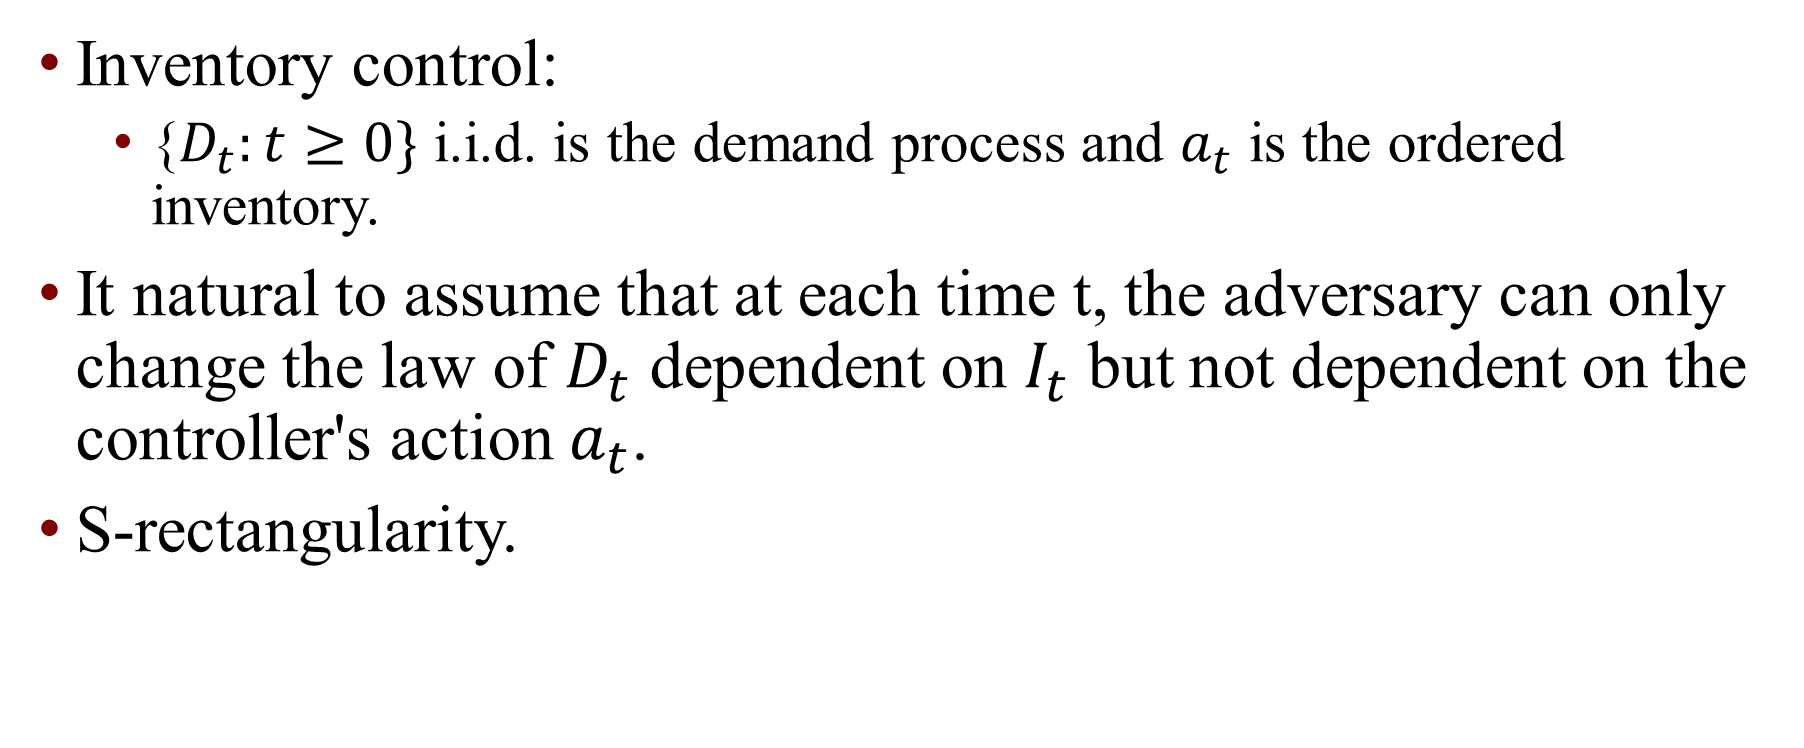 • Inventory control:
• {D_t: t ≥ 0} i.i.d. is the demand process and a_t is the ordered
inventory.
• It natural to assume that at each time t, the adversary can only
change the law of D_t dependent on I_t but not dependent on the
controller's action a_t.
• S-rectangularity.